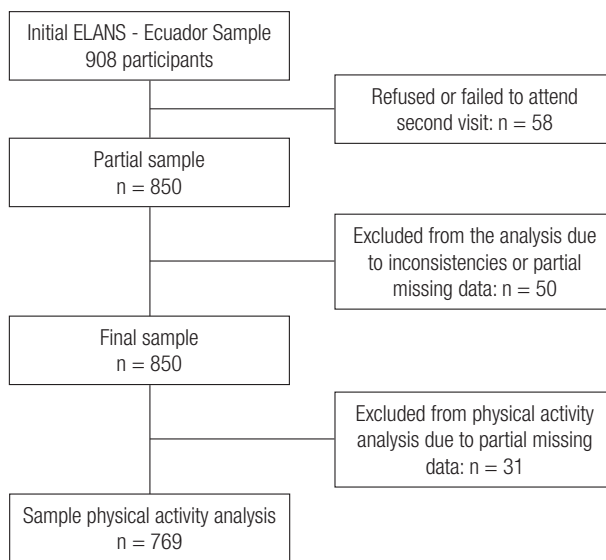 Initial ELANS - Ecuador Sample
908 participants
Refused or failed to attend
second visit: n = 58
Partial sample
n = 850
Excluded from the analysis due
to inconsistencies or partial
missing data: n = 50
Final sample
n = 850
Excluded from physical activity
analysis due to partial missing
data: n = 31
Sample physical activity analysis
n = 769